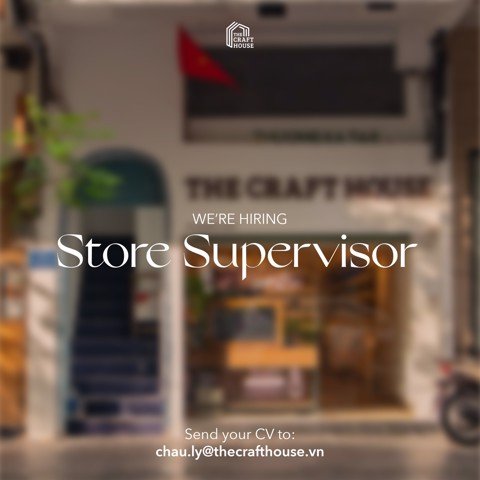 THE
CRAFT
HOUSE
THE CRAFT HOUSE
WE'RE HIRING
Store Supervisor
Send your CV to:
chau.ly@thecrafthouse.vn